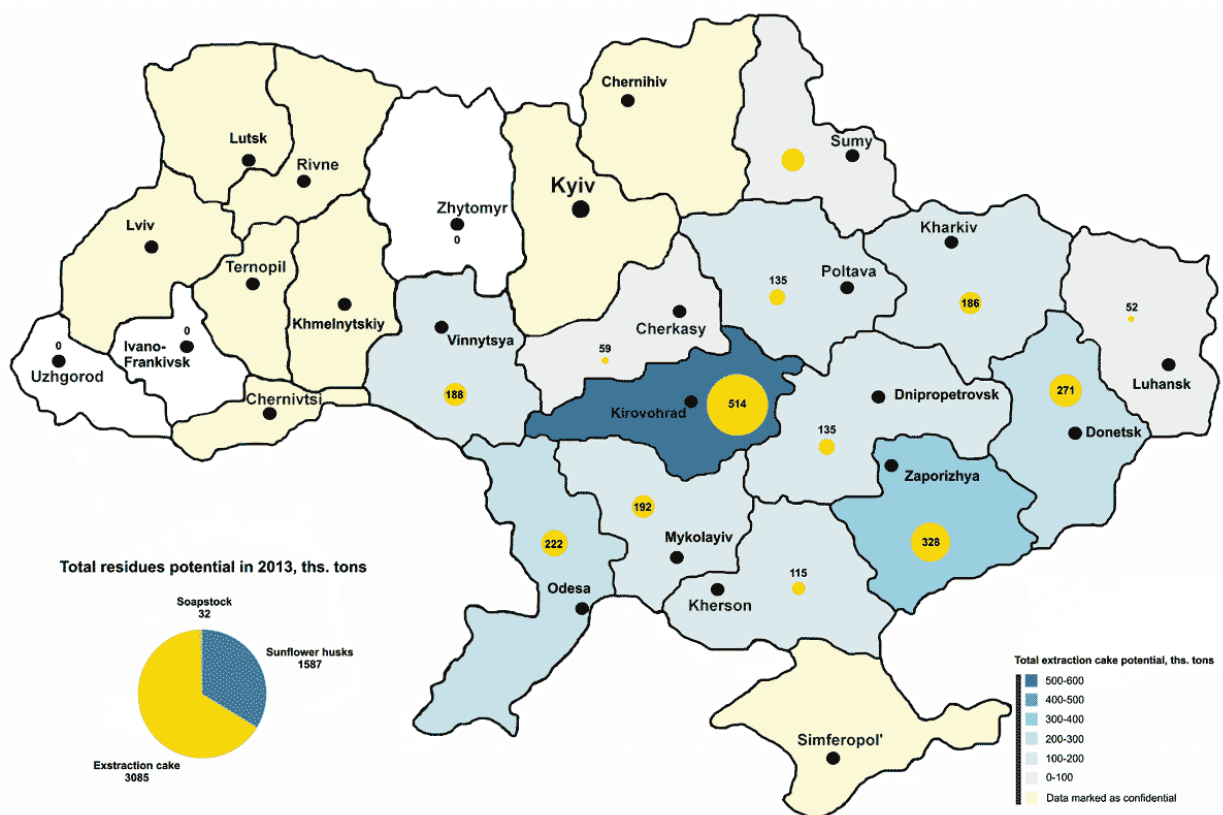 Chernihiv
Sumy
Lutsk
Rivne
Kyiv
Zhytomyr
0
Lviv
Ternopil
Khmelnytskiy
Kharkiv
186
135
Poltava
52
Luhansk
0
Uzhgorod
0
Ivano-
Frankivsk
Chernivtsi
Vinnytsya
188
Cherkasy
59
Kirovohrad
514
Dnipropetrovsk
135
271
Donetsk
Zaporizhya
328
192
Mykolayiv
222
Odesa
115
Kherson
Simferopol'
Total residues potential in 2013, ths. tons
Soapstock
32
Sunflower husks
1587
Exstraction cake
3085
Total extraction cake potential, ths. tons
500-600
400-500
300-400
200-300
100-200
0-100
Data marked as confidential